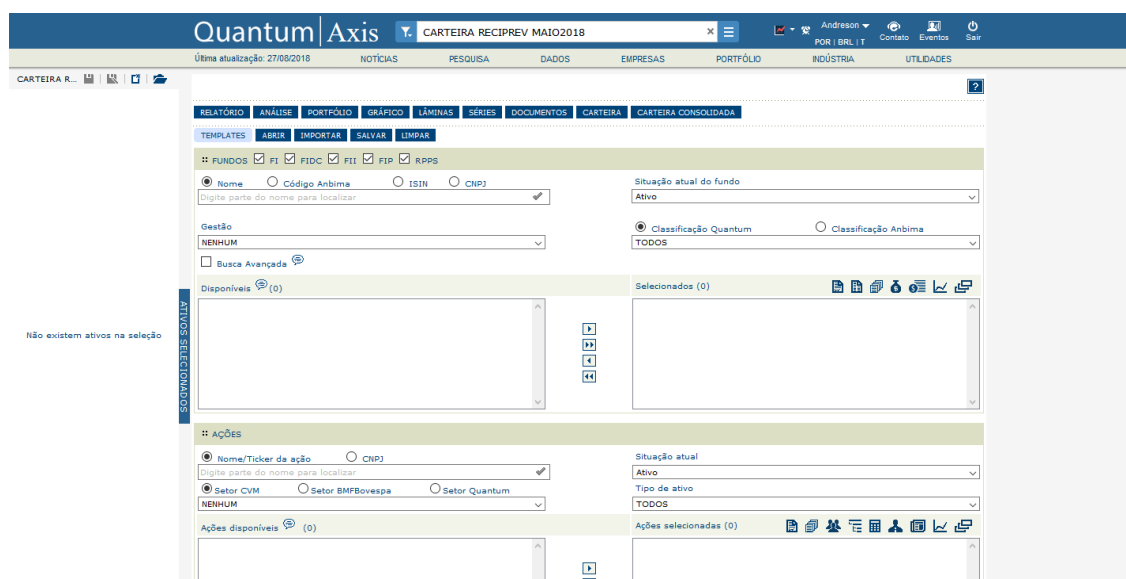 Quantum Axis CARTEIRA RECIPREV MAIO2018 Andreson POR | BRL | T Contato Eventos Sair
Última atualização: 27/08/2018 NOTÍCIAS PESQUISA DADOS EMPRESAS PORTFÓLIO INDÚSTRIA UTILIDADES
CARTEIRA R...
RELATÓRIO ANÁLISE PORTFÓLIO GRÁFICO LÂMINAS SÉRIES DOCUMENTOS CARTEIRA CARTEIRA CONSOLIDADA
TEMPLATES ABRIR IMPORTAR SALVAR LIMPAR
FUNDOS FI FIDC FII FIP RPPS
Nome Código Anbima ISIN CNPJ Situação atual do fundo
Digite parte do nome para localizar Ativo
Gestão Classificação Quantum Classificação Anbima
NENHUM TODOS
Busca Avançada
Disponíveis (0) Selecionados (0)
Não existem ativos na seleção
ATIVOS SELECIONADOS
AÇÕES
Nome/Ticker da ação CNPJ Situação atual
Digite parte do nome para localizar Ativo
Setor CVM Setor BMFBovespa Setor Quantum Tipo de ativo
NENHUM TODOS
Ações disponíveis (0) Ações selecionadas (0)